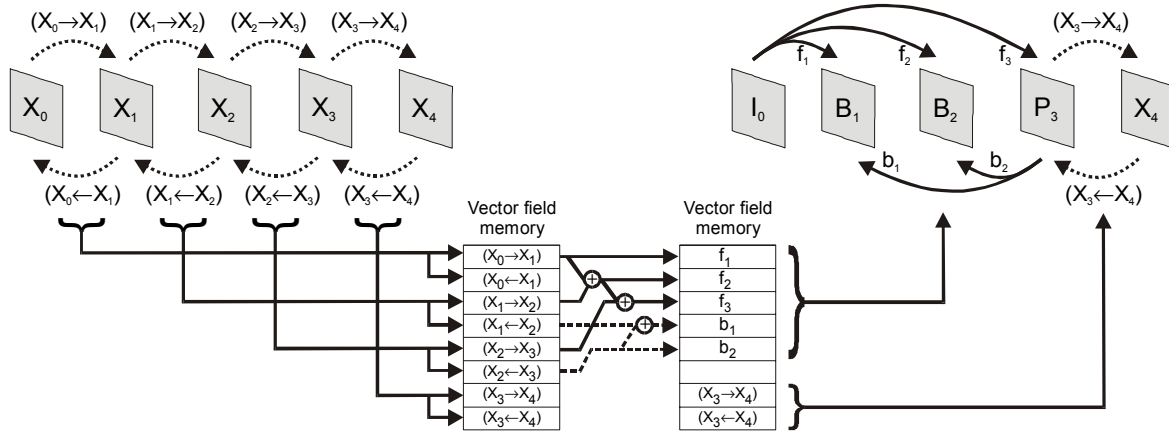 (X₀→X₁) (X₁→X₂) (X₂→X₃) (X₃→X₄)
X₀ X₁ X₂ X₃ X₄
(X₀←X₁) (X₁←X₂) (X₂←X₃) (X₃←X₄)
f₁ f₂ f₃ (X₃→X₄)
I₀ B₁ B₂ P₃ X₄
b₁ b₂ (X₃←X₄)
Vector field
memory
(X₀→X₁)
(X₀←X₁)
(X₁→X₂)
(X₁←X₂)
(X₂→X₃)
(X₂←X₃)
(X₃→X₄)
(X₃←X₄)
+
+
+
Vector field
memory
f₁
f₂
f₃
b₁
b₂
(X₃→X₄)
(X₃←X₄)